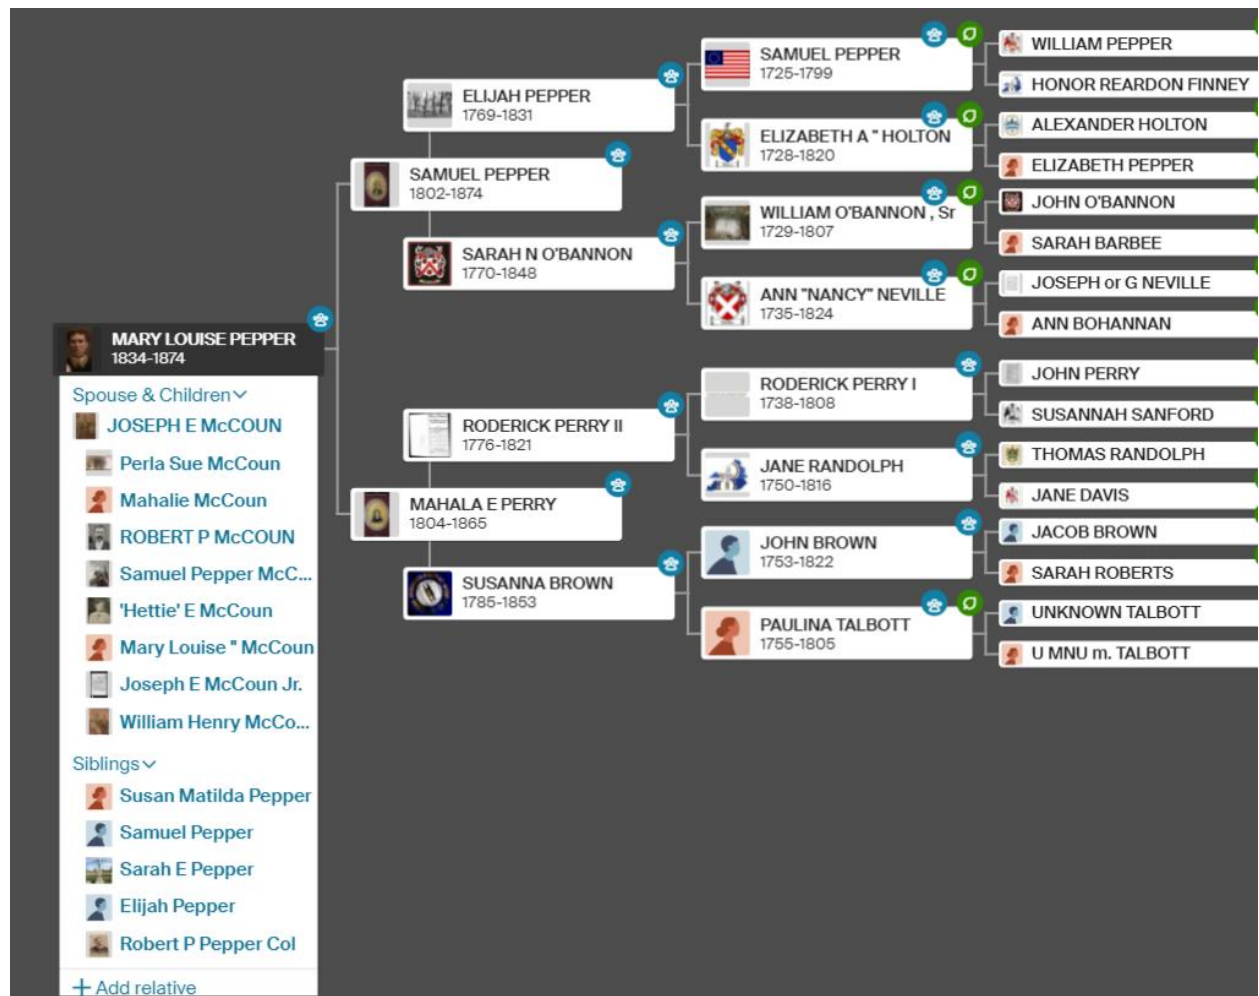 MARY LOUISE PEPPER
1834-1874
Spouse & Children
JOSEPH E McCOUN
Perla Sue McCoun
Mahalie McCoun
ROBERT P McCOUN
Samuel Pepper McC...
'Hettie' E McCoun
Mary Louise " McCoun
Joseph E McCoun Jr.
William Henry McCo...
Siblings
Susan Matilda Pepper
Samuel Pepper
Sarah E Pepper
Elijah Pepper
Robert P Pepper Col
+ Add relative
SAMUEL PEPPER
1802-1874
MAHALA E PERRY
1804-1865
ELIJAH PEPPER
1769-1831
SARAH N O'BANNON
1770-1848
RODERICK PERRY II
1776-1821
SUSANNA BROWN
1785-1853
SAMUEL PEPPER
1725-1799
ELIZABETH A " HOLTON
1728-1820
WILLIAM O'BANNON , Sr
1729-1807
ANN "NANCY" NEVILLE
1735-1824
RODERICK PERRY I
1738-1808
JANE RANDOLPH
1750-1816
JOHN BROWN
1753-1822
PAULINA TALBOTT
1755-1805
WILLIAM PEPPER
HONOR REARDON FINNEY
ALEXANDER HOLTON
ELIZABETH PEPPER
JOHN O'BANNON
SARAH BARBEE
JOSEPH or G NEVILLE
ANN BOHANNAN
JOHN PERRY
SUSANNAH SANFORD
THOMAS RANDOLPH
JANE DAVIS
JACOB BROWN
SARAH ROBERTS
UNKNOWN TALBOTT
U MNU m. TALBOTT